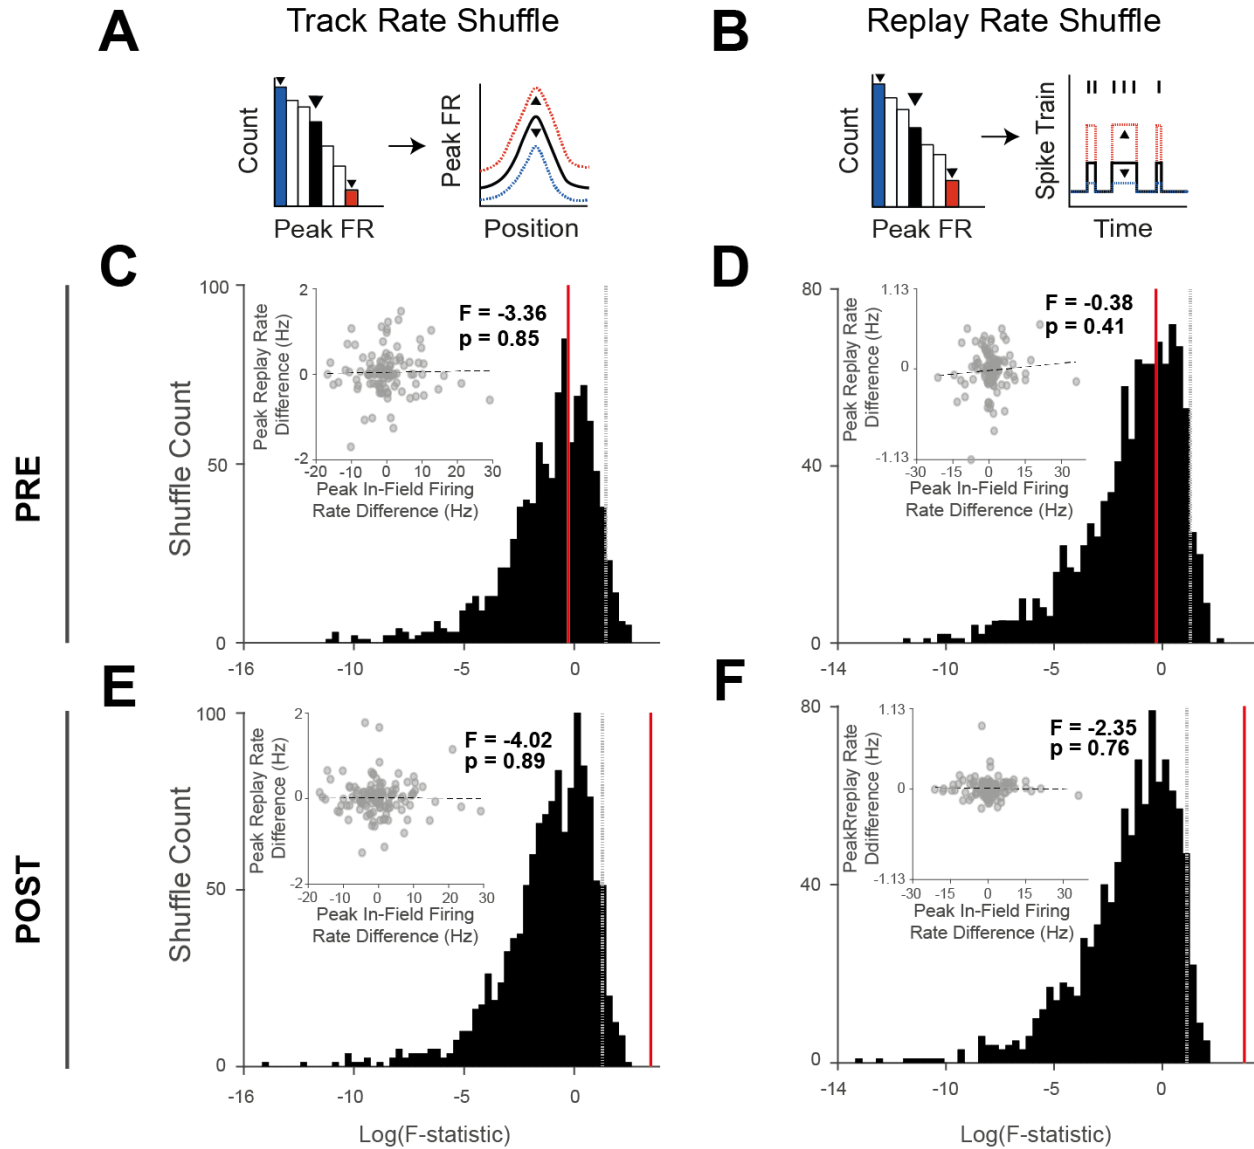 A
Track Rate Shuffle
B
Replay Rate Shuffle
Count
Peak FR
Peak FR
Position
Count
Peak FR
Spike Train
Time
PRE
C
Shuffle Count
100
50
0
-16
-10
-5
0
Peak Replay Rate
Difference (Hz)
2
0
-2
-20
-10
0
10
20
30
Peak In-Field Firing
Rate Difference (Hz)
F = -3.36
p = 0.85
D
80
40
0
-14
-10
-5
0
Peak Replay Rate
Difference (Hz)
1.13
0
-1.13
-30
-15
0
15
30
Peak In-Field Firing
Rate Difference (Hz)
F = -0.38
p = 0.41
POST
E
Shuffle Count
100
50
0
-16
-10
-5
0
Log(F-statistic)
Peak Replay Rate
Difference (Hz)
2
0
-2
-20
-10
0
10
20
30
Peak In-Field Firing
Rate Difference (Hz)
F = -4.02
p = 0.89
F
80
40
0
-14
-10
-5
0
Log(F-statistic)
PeakRreplay Rate
Ddifference (Hz)
1.13
0
-1.13
-30
-15
0
15
30
Peak In-Field Firing
Rate Difference (Hz)
F = -2.35
p = 0.76